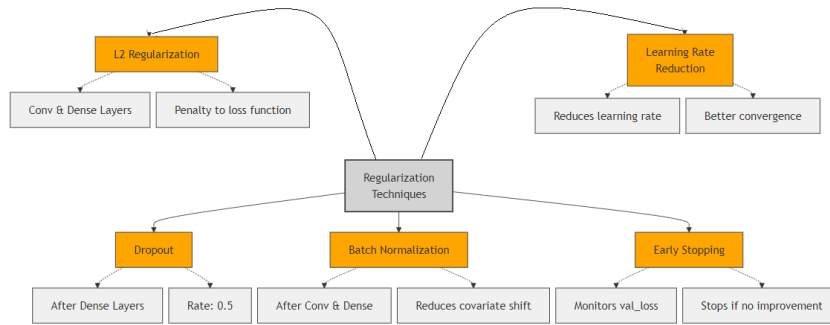 L2 Regularization
Learning Rate
Reduction
Conv & Dense Layers
Penalty to loss function
Reduces learning rate
Better convergence
Regularization
Techniques
Dropout
Batch Normalization
Early Stopping
After Dense Layers
Rate: 0.5
After Conv & Dense
Reduces covariate shift
Monitors val_loss
Stops if no improvement